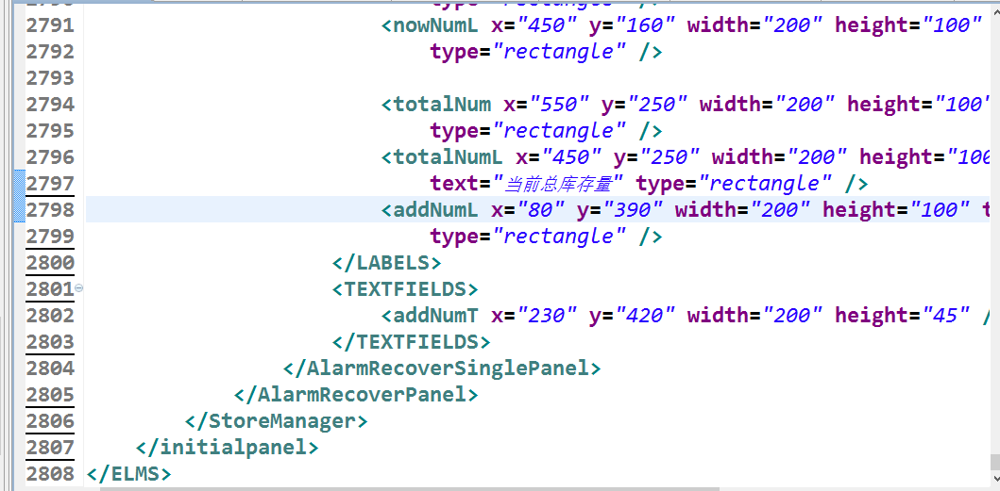 2791 <nowNumL x="450" y="160" width="200" height="100"
2792 type="rectangle" />
2793
2794 <totalNum x="550" y="250" width="200" height="100"
2795 type="rectangle" />
2796 <totalNumL x="450" y="250" width="200" height="100
2797 text="当前总库存量" type="rectangle" />
2798 <addNumL x="80" y="390" width="200" height="100" t
2799 type="rectangle" />
2800 </LABELS>
2801 <TEXTFIELDS>
2802 <addNumT x="230" y="420" width="200" height="45" /
2803 </TEXTFIELDS>
2804 </AlarmRecoverSinglePanel>
2805 </AlarmRecoverPanel>
2806 </StoreManager>
2807 </initialpanel>
2808 </ELMS>